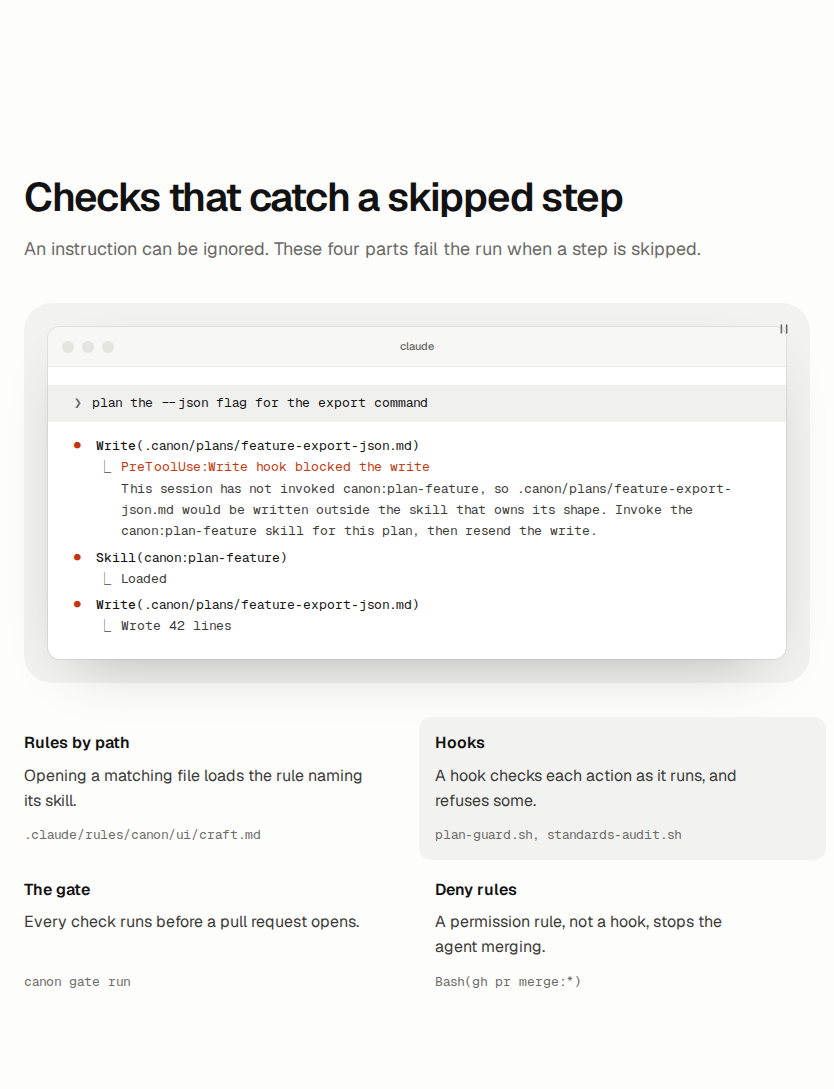 Checks that catch a skipped step
An instruction can be ignored. These four parts fail the run when a step is skipped.
claude
❯ plan the --json flag for the export command
● Write(.canon/plans/feature-export-json.md)
⎿ PreToolUse:Write hook blocked the write
This session has not invoked canon:plan-feature, so .canon/plans/feature-export-
json.md would be written outside the skill that owns its shape. Invoke the
canon:plan-feature skill for this plan, then resend the write.
● Skill(canon:plan-feature)
⎿ Loaded
● Write(.canon/plans/feature-export-json.md)
⎿ Wrote 42 lines
Rules by path
Opening a matching file loads the rule naming
its skill.
.claude/rules/canon/ui/craft.md
Hooks
A hook checks each action as it runs, and
refuses some.
plan-guard.sh, standards-audit.sh
The gate
Every check runs before a pull request opens.
canon gate run
Deny rules
A permission rule, not a hook, stops the
agent merging.
Bash(gh pr merge:*)